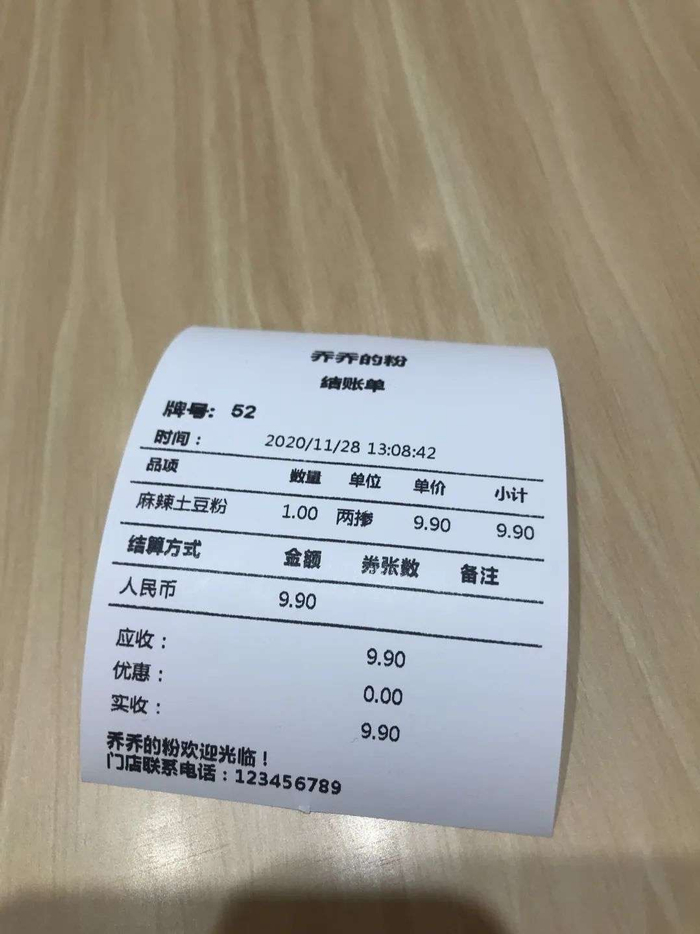 乔乔的粉
结账单
牌号: 52
时间： 2020/11/28 13:08:42
品项 数量 单位 单价 小计
麻辣土豆粉 1.00 两掺 9.90 9.90
结算方式 金额 券张数 备注
人民币 9.90
应收： 9.90
优惠： 0.00
实收： 9.90
乔乔的粉欢迎光临！
门店联系电话：123456789